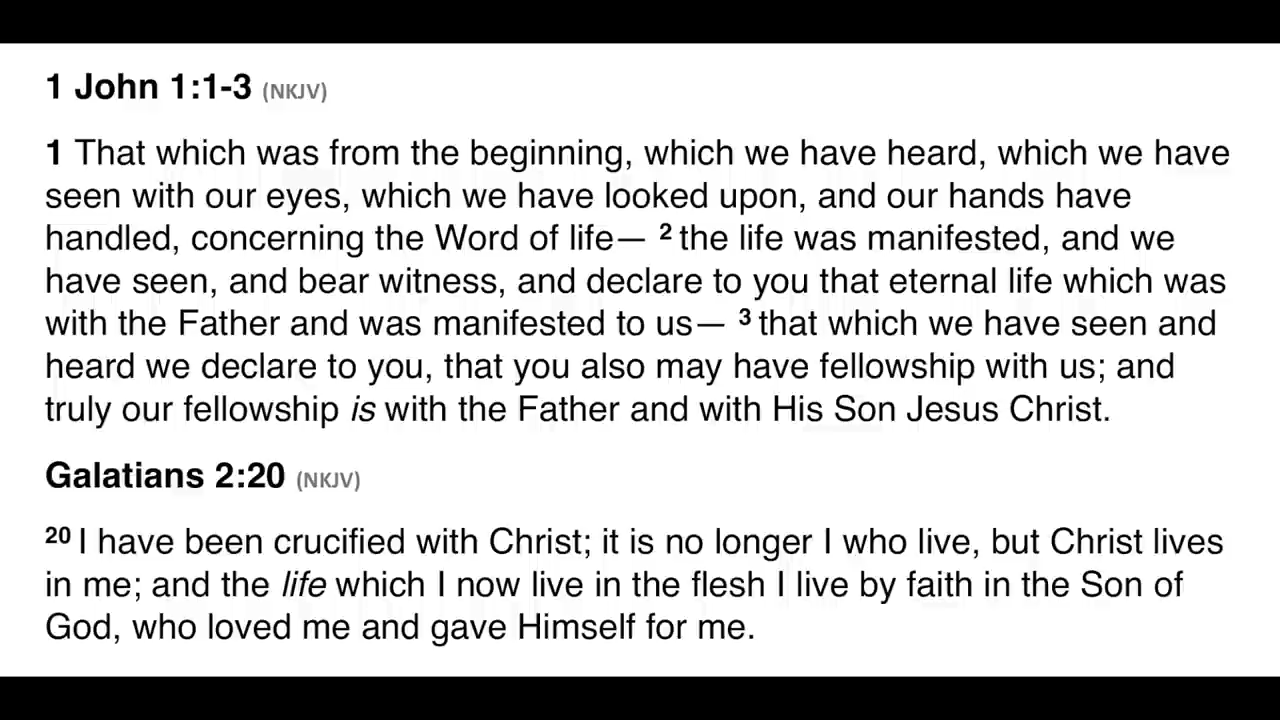 1 John 1:1-3 (NKJV)
1 That which was from the beginning, which we have heard, which we have
seen with our eyes, which we have looked upon, and our hands have
handled, concerning the Word of life— 2 the life was manifested, and we
have seen, and bear witness, and declare to you that eternal life which was
with the Father and was manifested to us— 3 that which we have seen and
heard we declare to you, that you also may have fellowship with us; and
truly our fellowship is with the Father and with His Son Jesus Christ.
Galatians 2:20 (NKJV)
20 I have been crucified with Christ; it is no longer I who live, but Christ lives
in me; and the life which I now live in the flesh I live by faith in the Son of
God, who loved me and gave Himself for me.